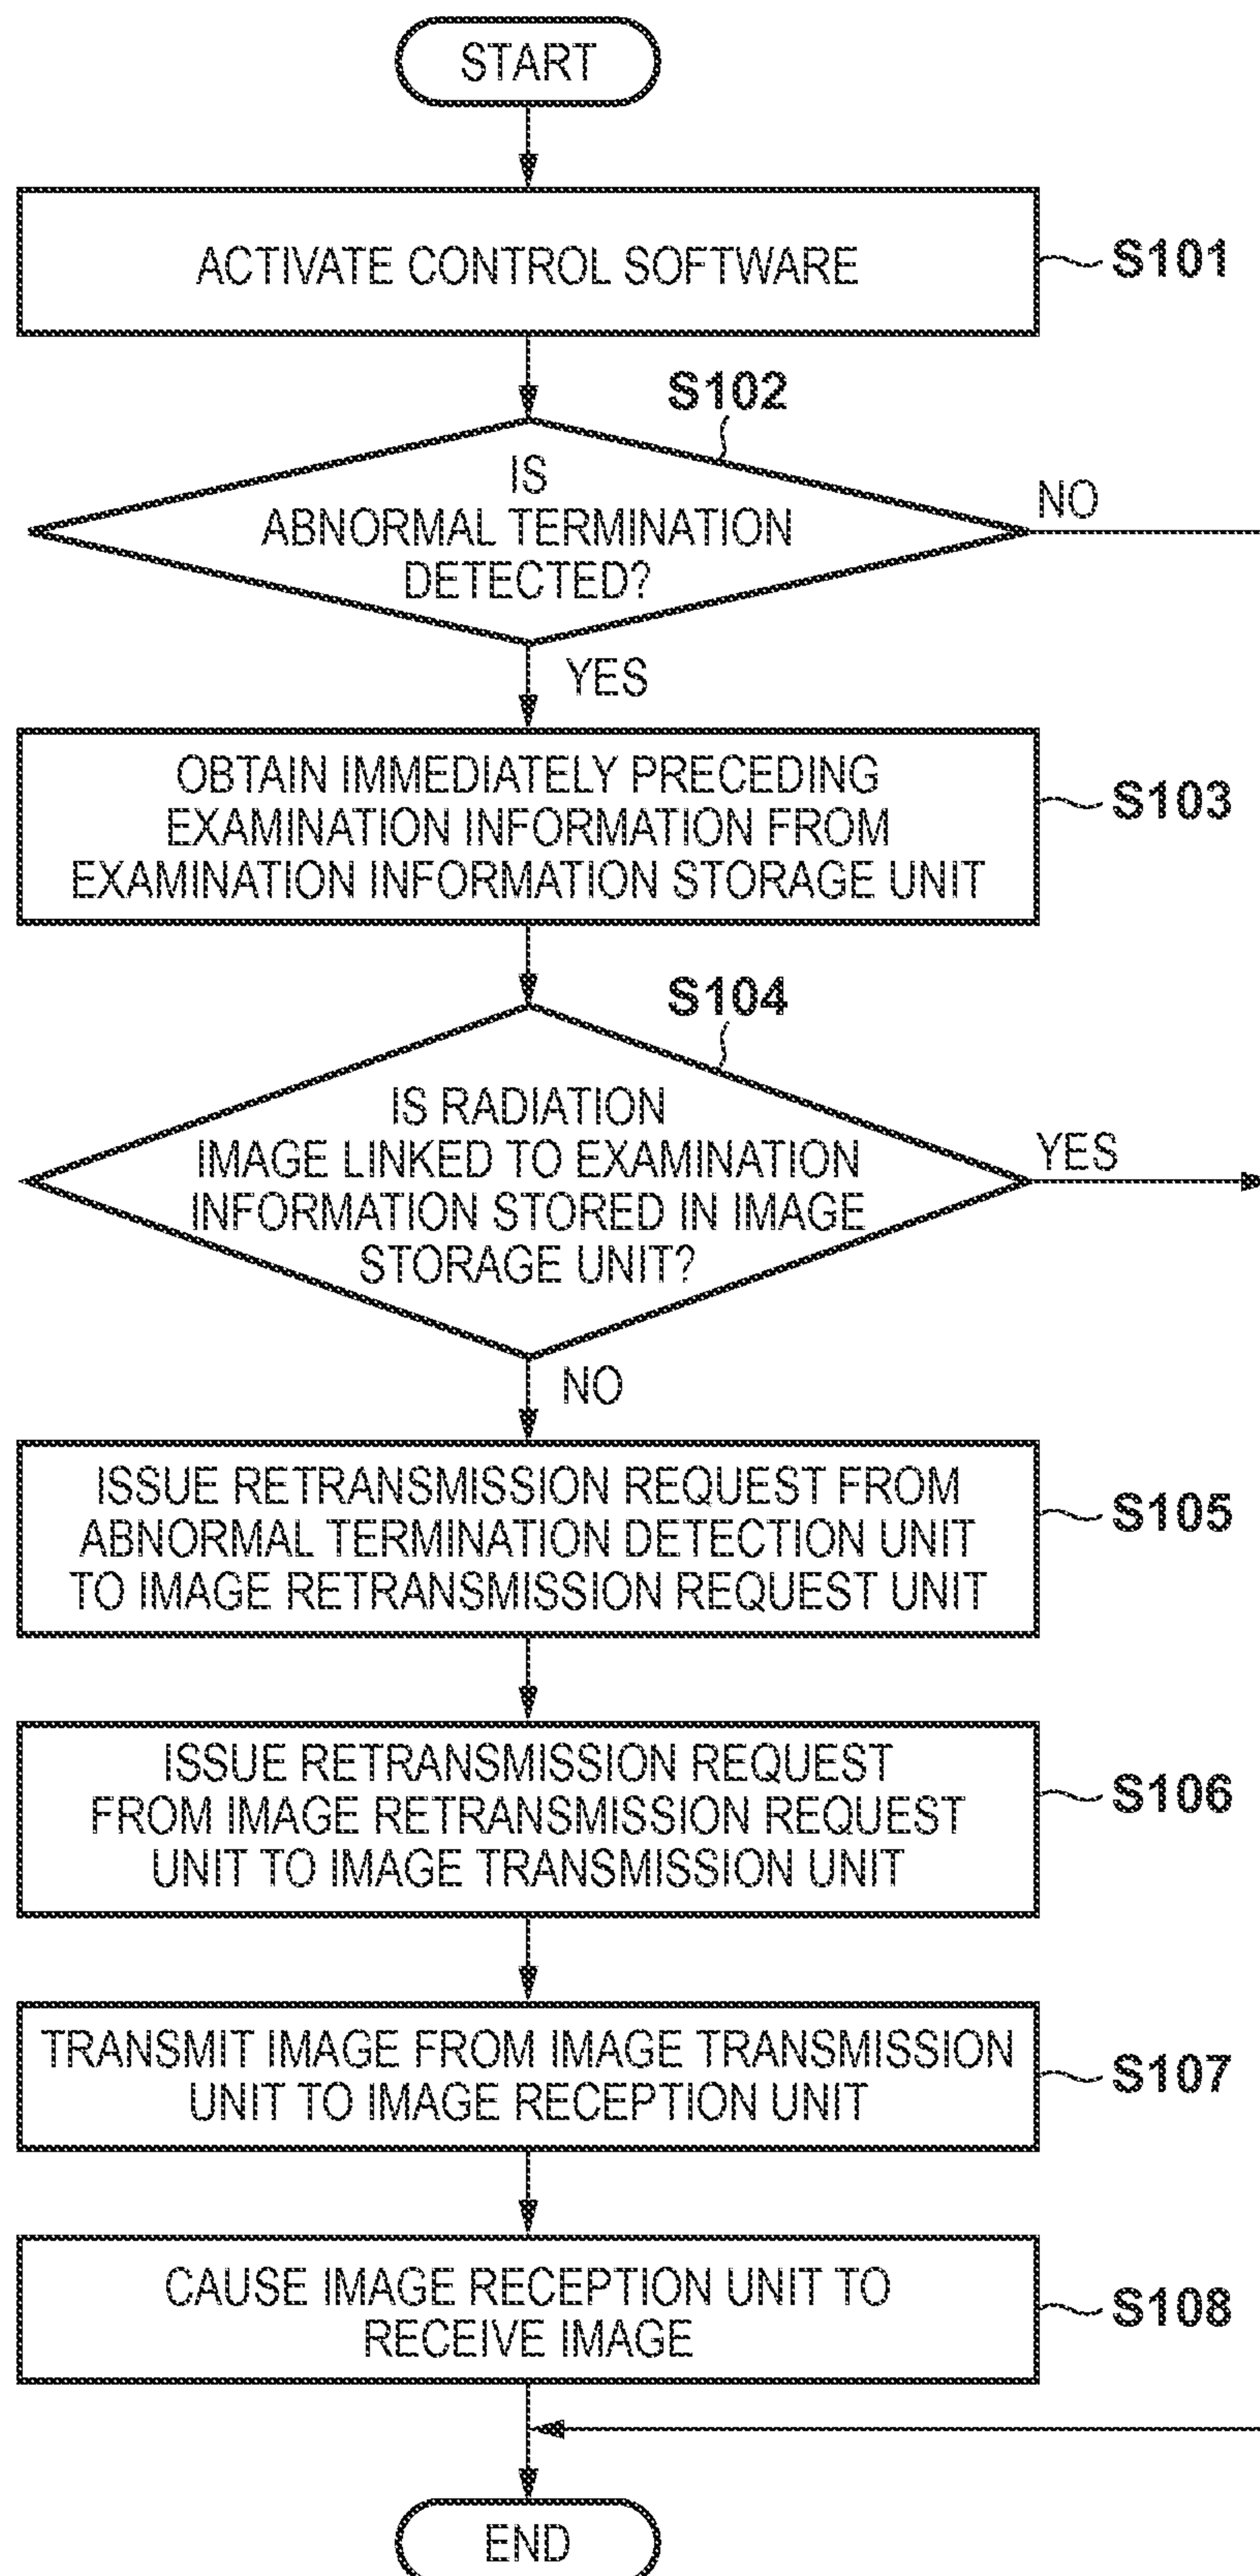 START
ACTIVATE CONTROL SOFTWARE
S101
S102
IS
ABNORMAL TERMINATION
DETECTED?
NO
YES
OBTAIN IMMEDIATELY PRECEDING
EXAMINATION INFORMATION FROM
EXAMINATION INFORMATION STORAGE UNIT
S103
S104
IS RADIATION
IMAGE LINKED TO EXAMINATION
INFORMATION STORED IN IMAGE
STORAGE UNIT?
YES
NO
ISSUE RETRANSMISSION REQUEST FROM
ABNORMAL TERMINATION DETECTION UNIT
TO IMAGE RETRANSMISSION REQUEST UNIT
S105
ISSUE RETRANSMISSION REQUEST
FROM IMAGE RETRANSMISSION REQUEST
UNIT TO IMAGE TRANSMISSION UNIT
S106
TRANSMIT IMAGE FROM IMAGE TRANSMISSION
UNIT TO IMAGE RECEPTION UNIT
S107
CAUSE IMAGE RECEPTION UNIT TO
RECEIVE IMAGE
S108
END